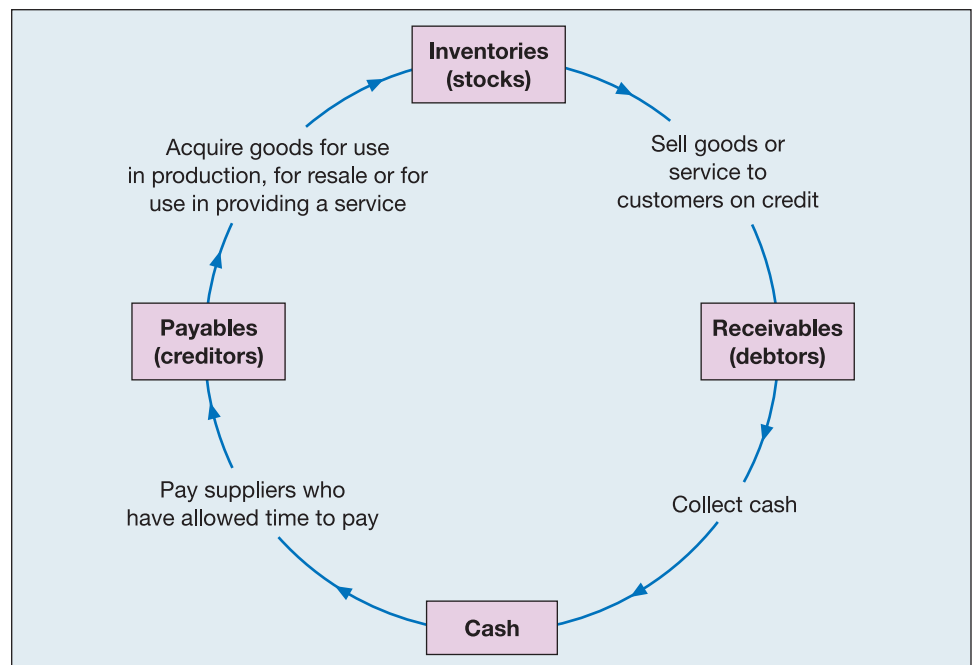 Inventories
(stocks)
Acquire goods for use
in production, for resale or for
use in providing a service
Sell goods or
service to
customers on credit
Payables
(creditors)
Receivables
(debtors)
Pay suppliers who
have allowed time to pay
Collect cash
Cash